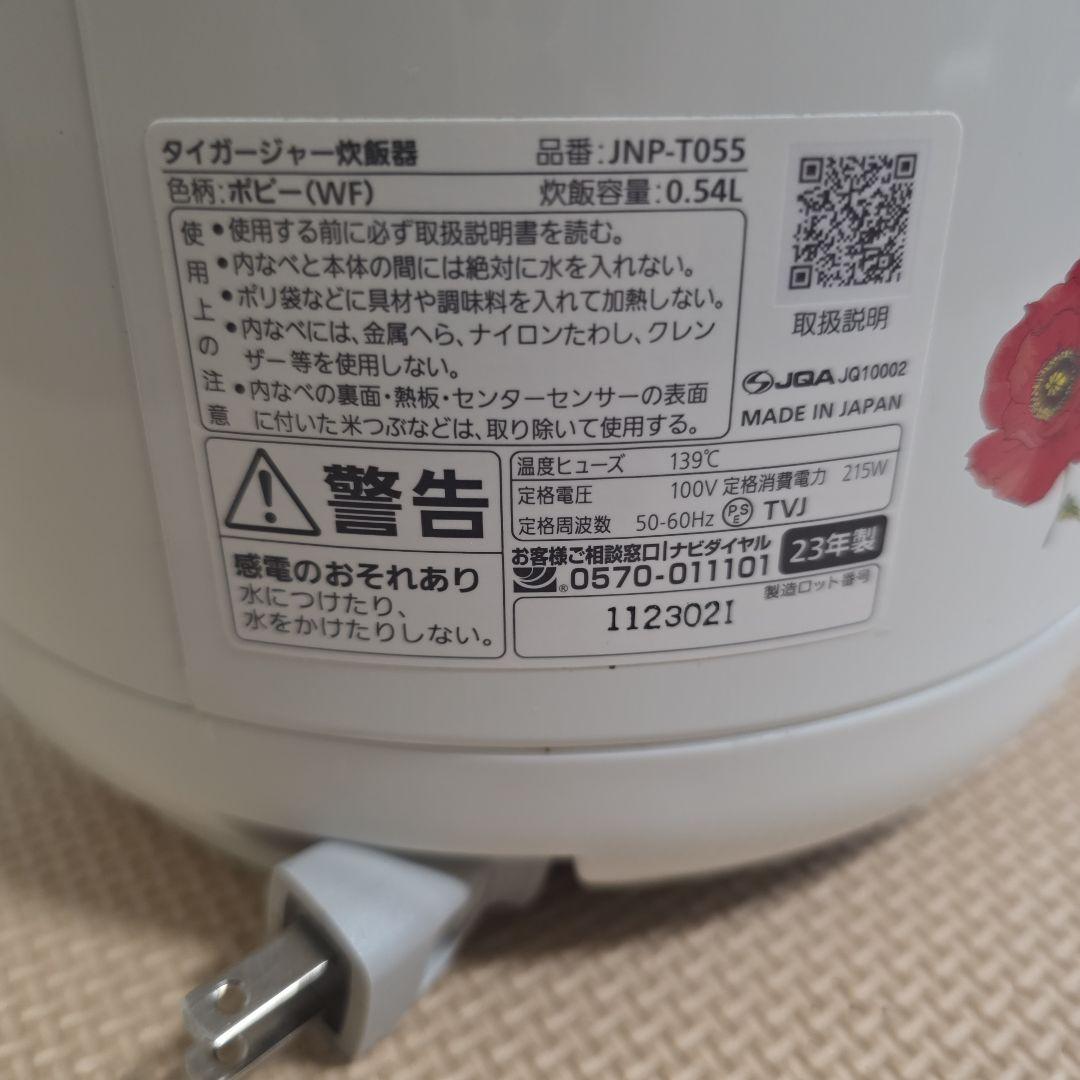 タイガージャー炊飯器 品番:JNP-T055
色柄:ポピー(WF) 炊飯容量:0.54L
使用上の注意
•使用する前に必ず取扱説明書を読む。
•内なべと本体の間には絶対に水を入れない。
•ポリ袋などに具材や調味料を入れて加熱しない。
•内なべには、金属へら、ナイロンたわし、クレン
ザー等を使用しない。
•内なべの裏面・熱板・センターセンサーの表面
に付いた米つぶなどは、取り除いて使用する。
取扱説明
JQA JQ10002
MADE IN JAPAN
警告
感電のおそれあり
水につけたり、
水をかけたりしない。
温度ヒューズ 139℃
定格電圧 100V 定格消費電力 215W
定格周波数 50-60Hz PSE TVJ
お客様ご相談窓口|ナビダイヤル
® 0570-011101
23年製
製造ロット番号
112302I